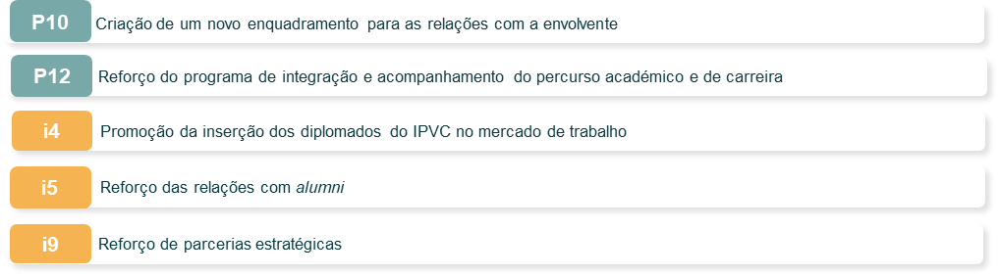 P10 Criação de um novo enquadramento para as relações com a envolvente
P12 Reforço do programa de integração e acompanhamento do percurso académico e de carreira
i4 Promoção da inserção dos diplomados do IPVC no mercado de trabalho
i5 Reforço das relações com alumni
i9 Reforço de parcerias estratégicas